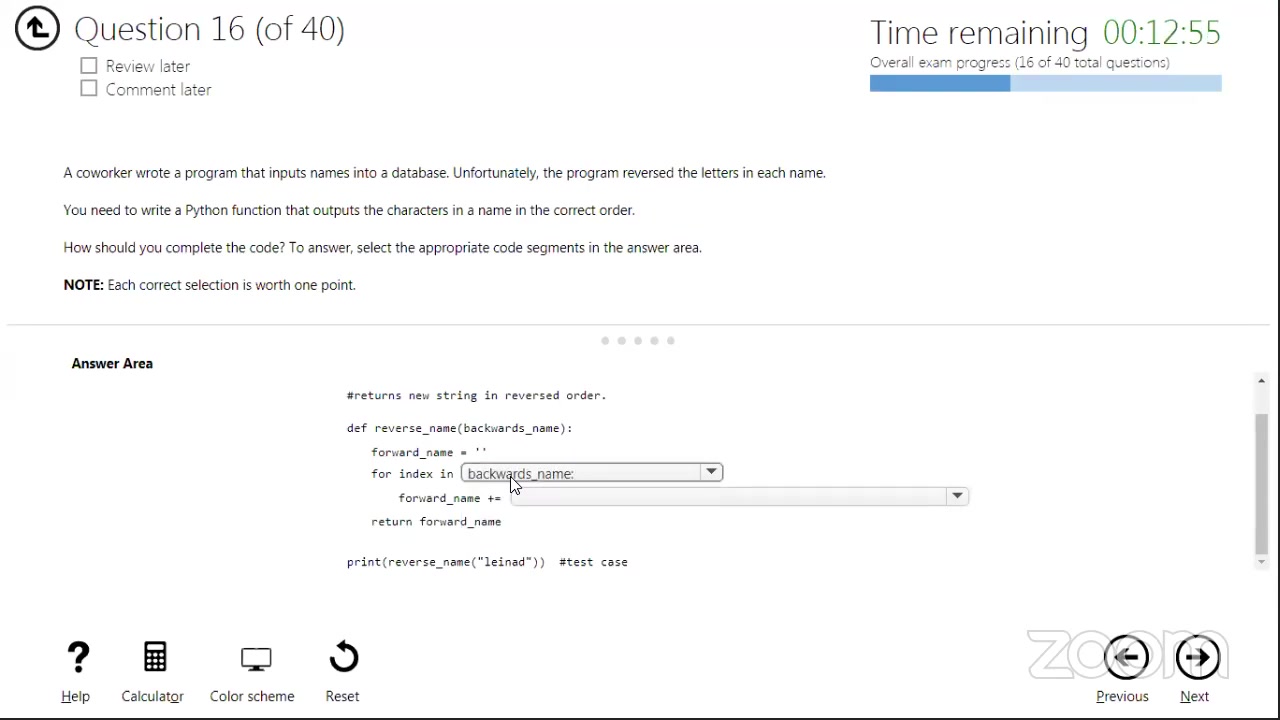 Question 16 (of 40)
Review later
Comment later
Time remaining 00:12:55
Overall exam progress (16 of 40 total questions)
A coworker wrote a program that inputs names into a database. Unfortunately, the program reversed the letters in each name.
You need to write a Python function that outputs the characters in a name in the correct order.
How should you complete the code? To answer, select the appropriate code segments in the answer area.
NOTE: Each correct selection is worth one point.
Answer Area
#returns new string in reversed order.
def reverse_name(backwards_name):
forward_name = ''
for index in backwards_name:
forward_name +=
return forward_name
print(reverse_name("leinad")) #test case
? 
Help
Calculator
Color scheme
Reset
zoom
Previous
Next